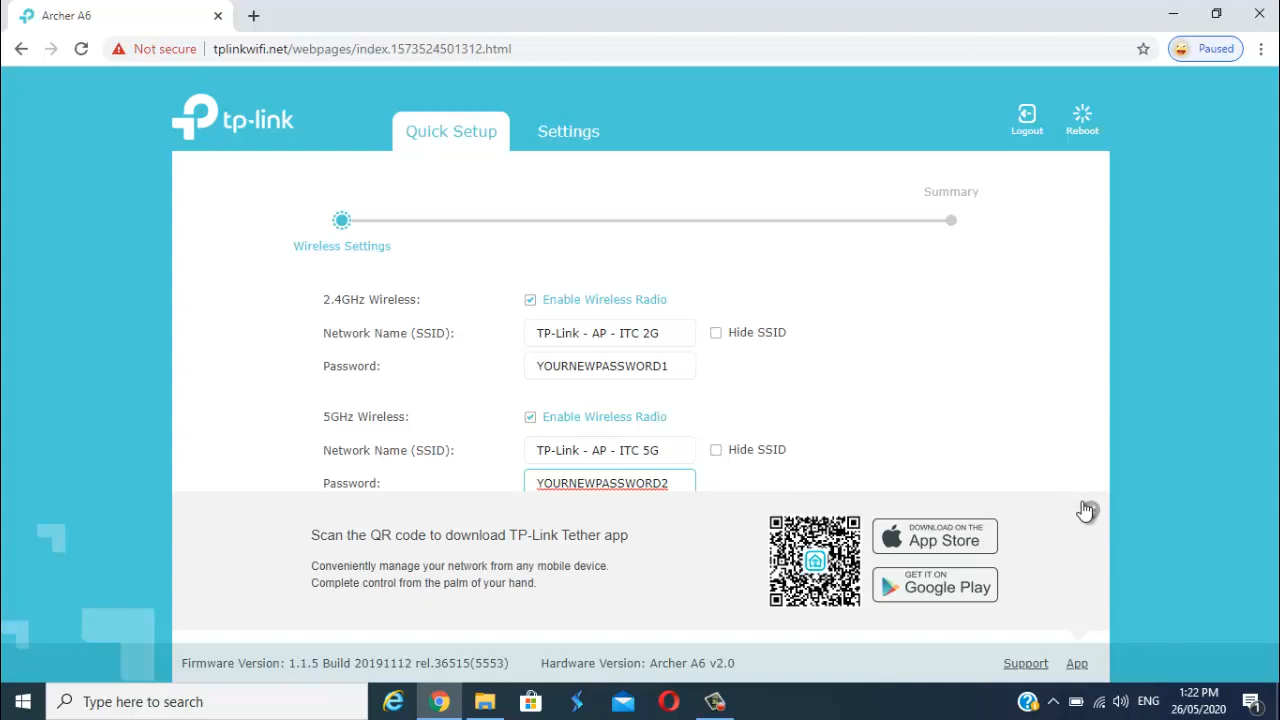 Archer A6
Not secure
tplinkwifi.net/webpages/index.1573524501312.html
Paused
tp-link
Quick Setup
Settings
Logout
Reboot
Summary
Wireless Settings
2.4GHz Wireless:
Enable Wireless Radio
Network Name (SSID):
TP-Link - AP - ITC 2G
Hide SSID
Password:
YOURNEWPASSWORD1
5GHz Wireless:
Enable Wireless Radio
Network Name (SSID):
TP-Link - AP - ITC 5G
Hide SSID
Password:
YOURNEWPASSWORD2
Scan the QR code to download TP-Link Tether app
Conveniently manage your network from any mobile device.
Complete control from the palm of your hand.
DOWNLOAD ON THE
App Store
GET IT ON
Google Play
Firmware Version: 1.1.5 Build 20191112 rel.36515(5553)
Hardware Version: Archer A6 v2.0
Support
App
Type here to search
ENG
1:22 PM
26/05/2020
1